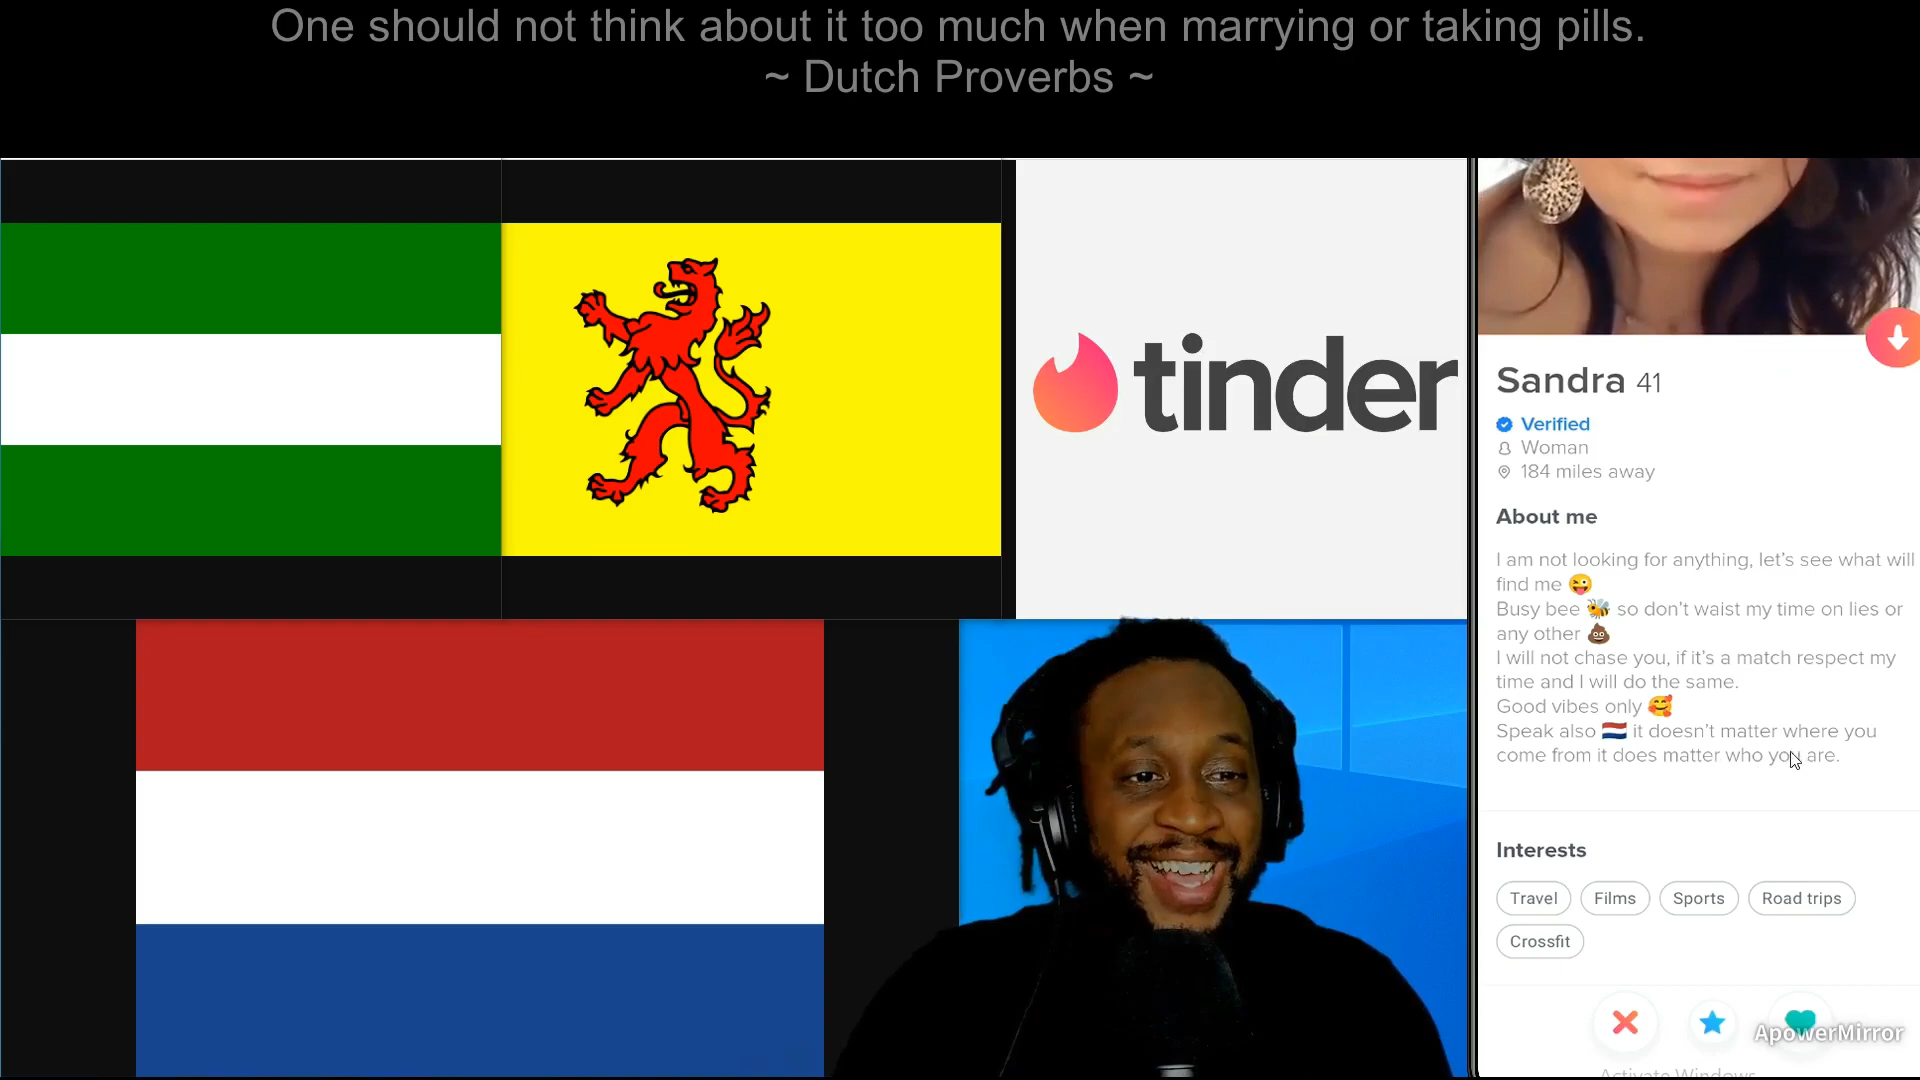 One should not think about it too much when marrying or taking pills.
~ Dutch Proverbs ~
tinder
Sandra 41
Verified
Woman
184 miles away
About me
I am not looking for anything, let's see what will
find me 😜
Busy bee 🐝 so don't waist my time on lies or
any other 💩
I will not chase you, if it's a match respect my
time and I will do the same.
Good vibes only 🥰
Speak also 🇳🇱 it doesn't matter where you
come from it does matter who you are.
Interests
Travel Films Sports Road trips
Crossfit
ApowerMirror
Activate Windows